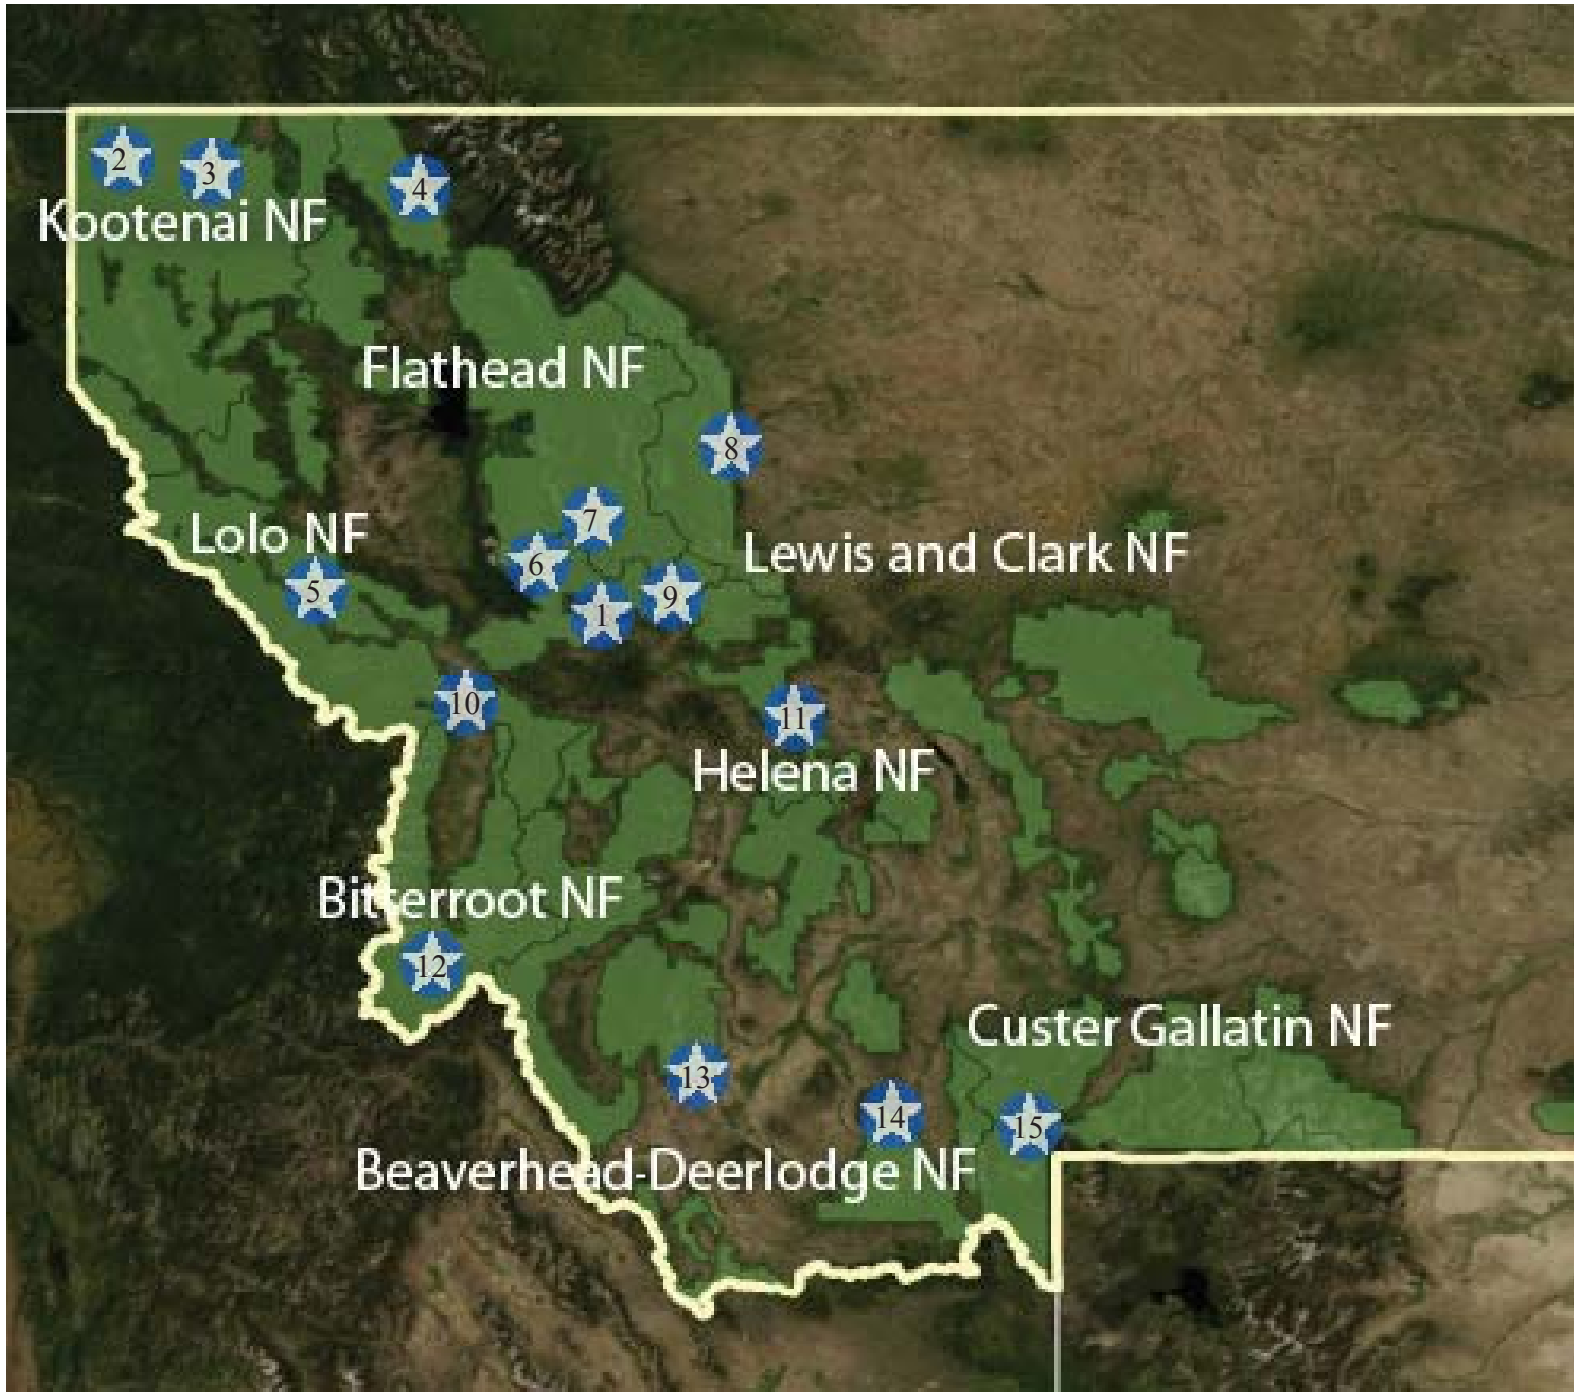 2
3
4
Kootenai NF
Flathead NF
8
7
Lolo NF
Lewis and Clark NF
6
5
9
1
10
11
Helena NF
Bitterroot NF
12
Custer Gallatin NF
13
14
15
Beaverhead-Deerlodge NF